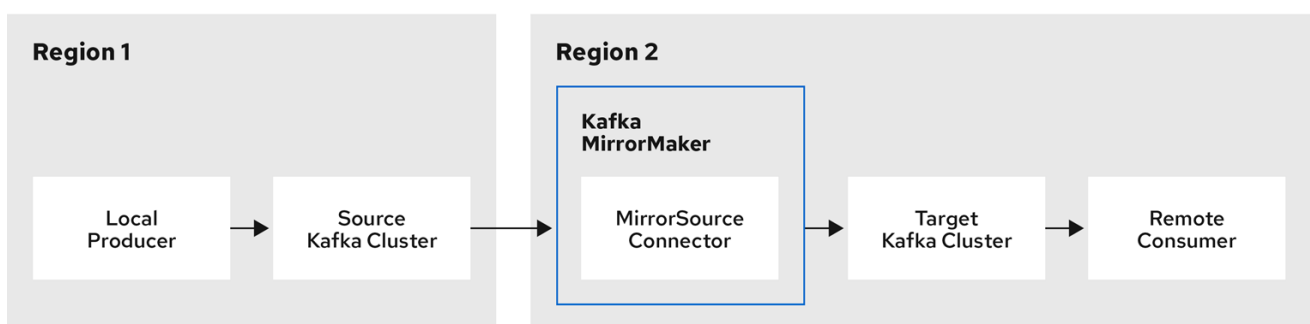 Region 1
Local
Producer
Source
Kafka Cluster
Region 2
Kafka
MirrorMaker
MirrorSource
Connector
Target
Kafka Cluster
Remote
Consumer